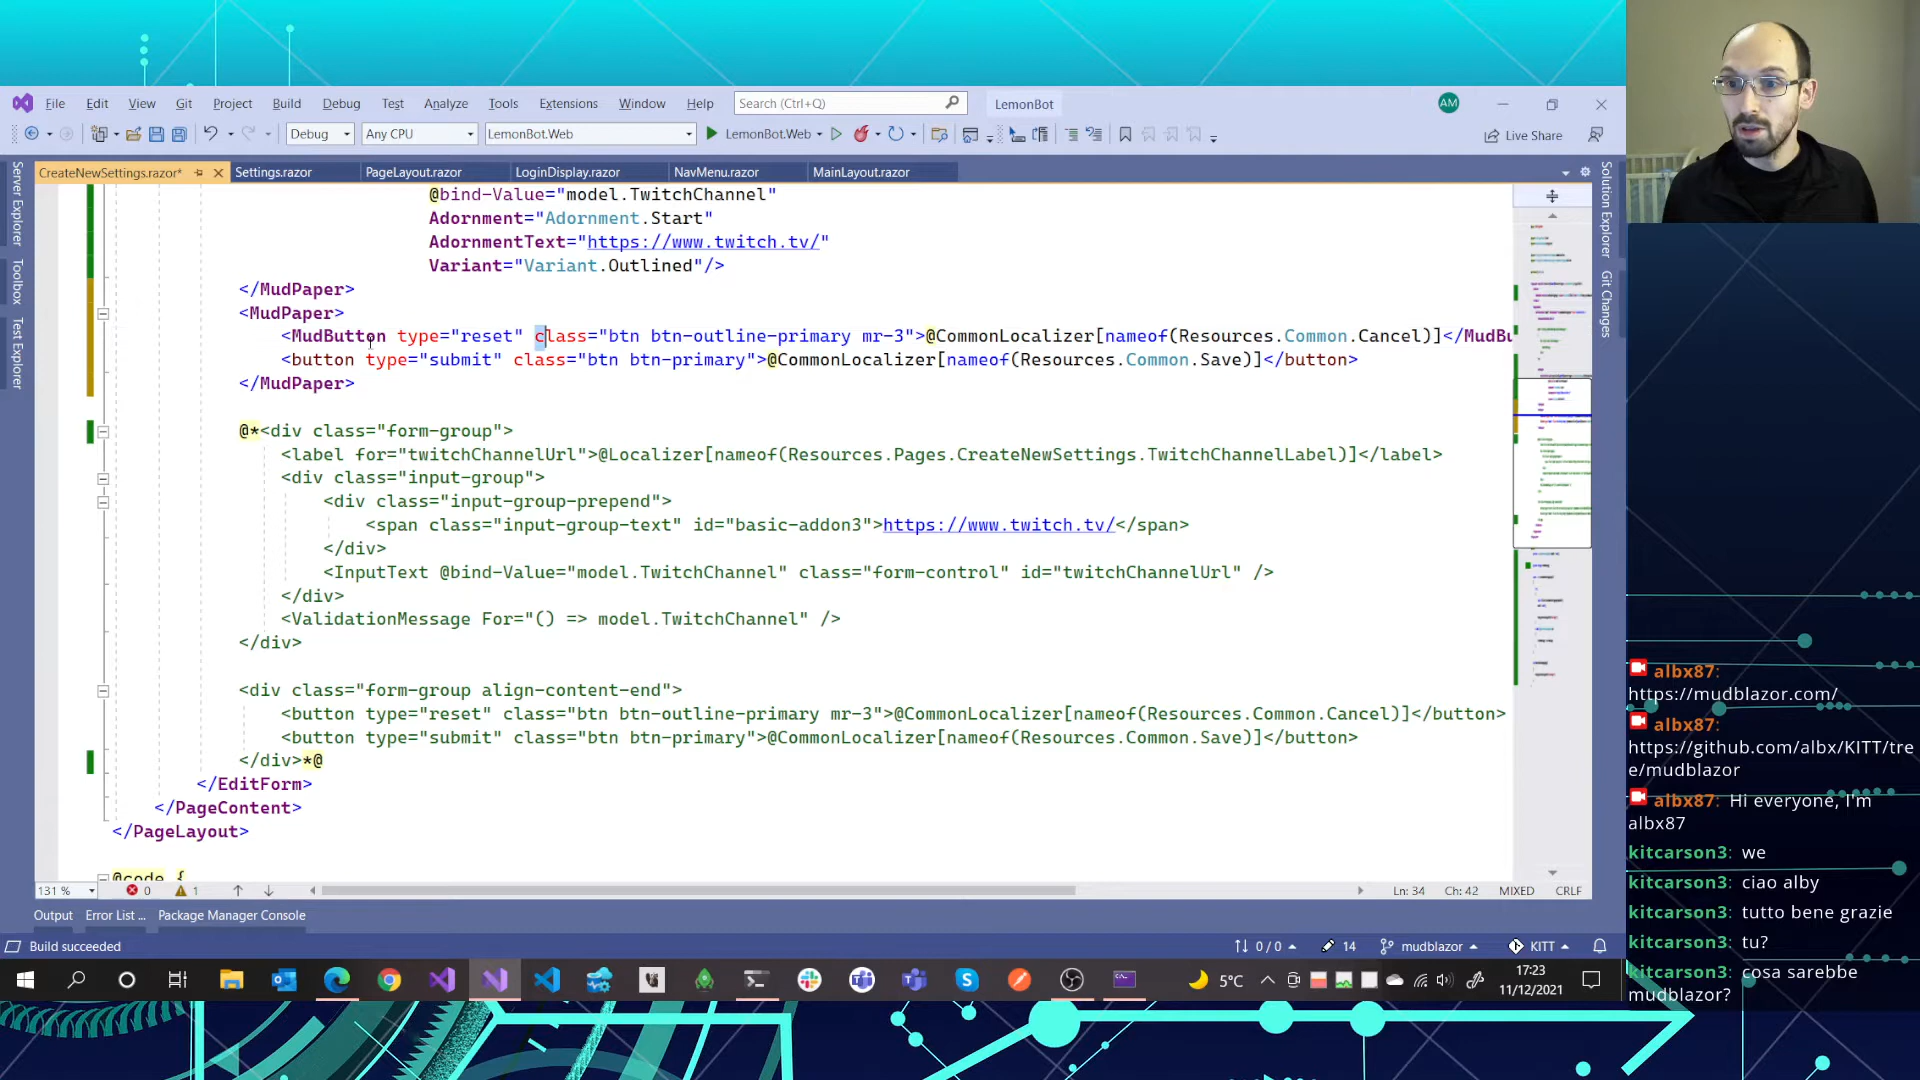 File Edit View Git Project Build Debug Test Analyze Tools Extensions Window Help Search (Ctrl+Q) LemonBot AM
Debug Any CPU LemonBot.Web LemonBot.Web Live Share
CreateNewSettings.razor* Settings.razor PageLayout.razor LoginDisplay.razor NavMenu.razor MainLayout.razor
Server Explorer
Toolbox
Test Explorer
Solution Explorer
Git Changes
@bind-Value="model.TwitchChannel"
Adornment="Adornment.Start"
AdornmentText="https://www.twitch.tv/"
Variant="Variant.Outlined"/>
</MudPaper>
<MudPaper>
<MudButton type="reset" class="btn btn-outline-primary mr-3">@CommonLocalizer[nameof(Resources.Common.Cancel)]</MudBu
<button type="submit" class="btn btn-primary">@CommonLocalizer[nameof(Resources.Common.Save)]</button>
</MudPaper>
@*<div class="form-group">
<label for="twitchChannelUrl">@Localizer[nameof(Resources.Pages.CreateNewSettings.TwitchChannelLabel)]</label>
<div class="input-group">
<div class="input-group-prepend">
<span class="input-group-text" id="basic-addon3">https://www.twitch.tv/</span>
</div>
<InputText @bind-Value="model.TwitchChannel" class="form-control" id="twitchChannelUrl" />
</div>
<ValidationMessage For="() => model.TwitchChannel" />
</div>
<div class="form-group align-content-end">
<button type="reset" class="btn btn-outline-primary mr-3">@CommonLocalizer[nameof(Resources.Common.Cancel)]</button>
<button type="submit" class="btn btn-primary">@CommonLocalizer[nameof(Resources.Common.Save)]</button>
</div>*@
</EditForm>
</PageContent>
</PageLayout>
@code {
131 % 0 1 Ln: 34 Ch: 42 MIXED CRLF
Output Error List ... Package Manager Console
Build succeeded 0 / 0 14 mudblazor KITT
5°C 17:23
11/12/2021
albx87:
https://mudblazor.com/
albx87:
https://github.com/albx/KITT/tre
e/mudblazor
albx87: Hi everyone, I'm
albx87
kitcarson3: we
kitcarson3: ciao alby
kitcarson3: tutto bene grazie
kitcarson3: tu?
kitcarson3: cosa sarebbe
mudblazor?